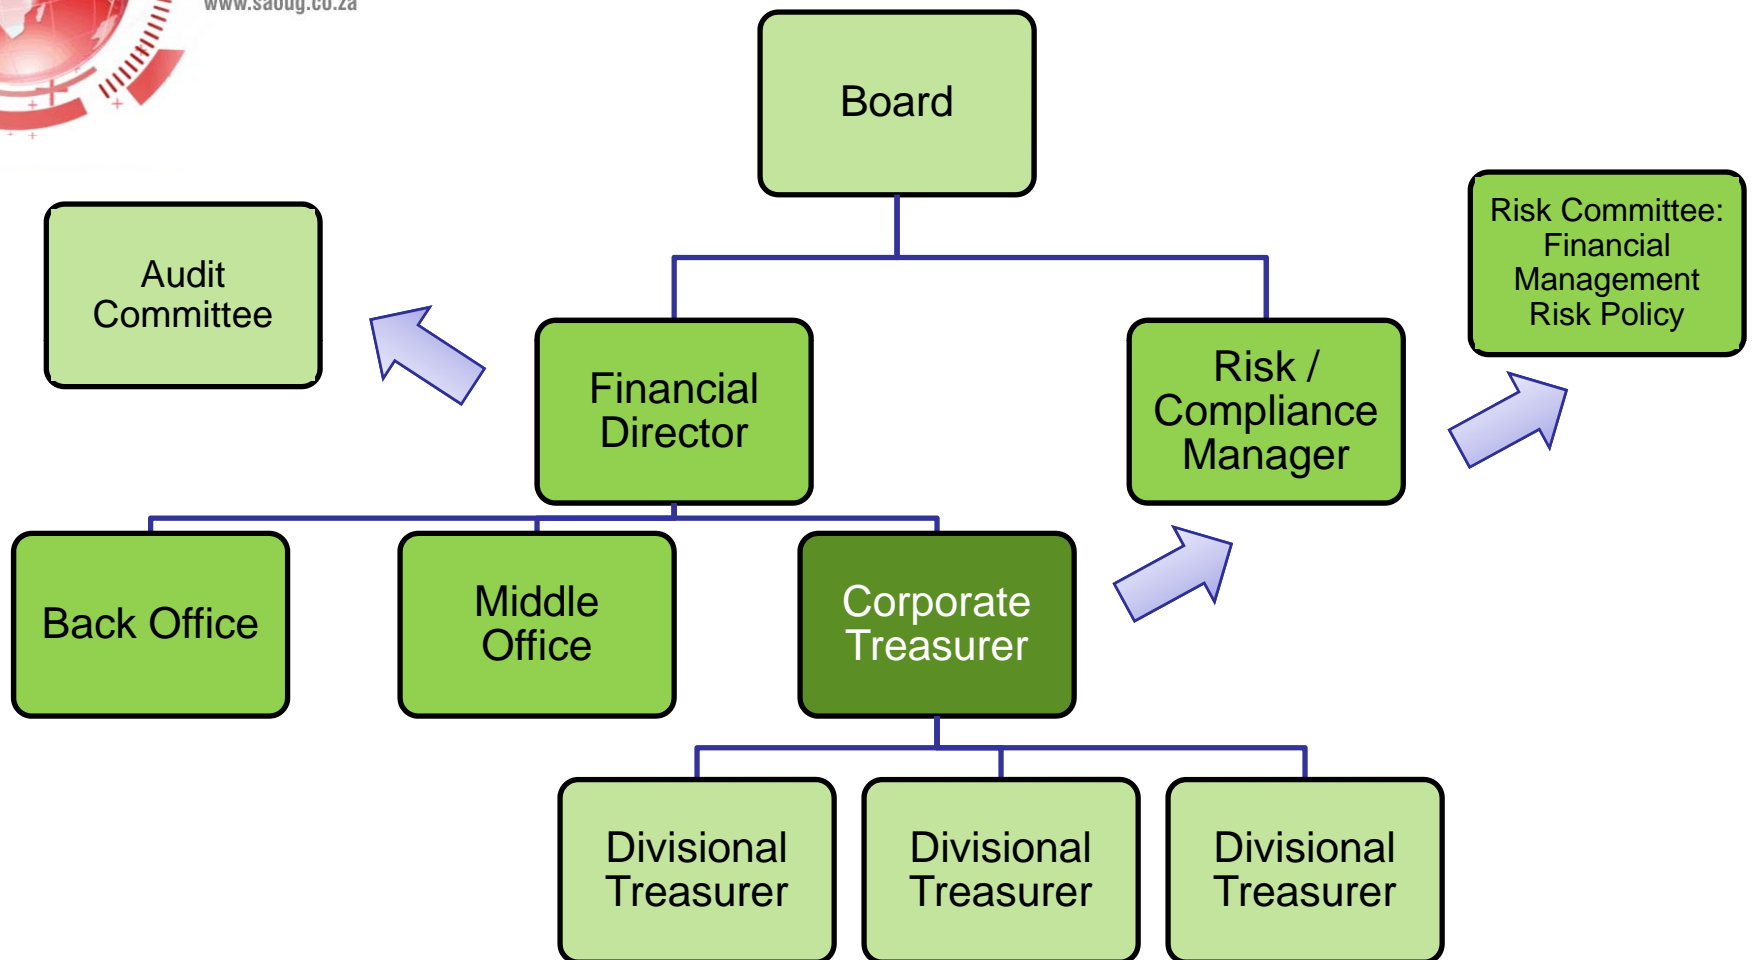 www.saoug.co.za
Board
Audit
Committee
Risk Committee:
Financial
Management
Risk Policy
Financial
Director
Risk /
Compliance
Manager
Back Office
Middle
Office
Corporate
Treasurer
Divisional
Treasurer
Divisional
Treasurer
Divisional
Treasurer